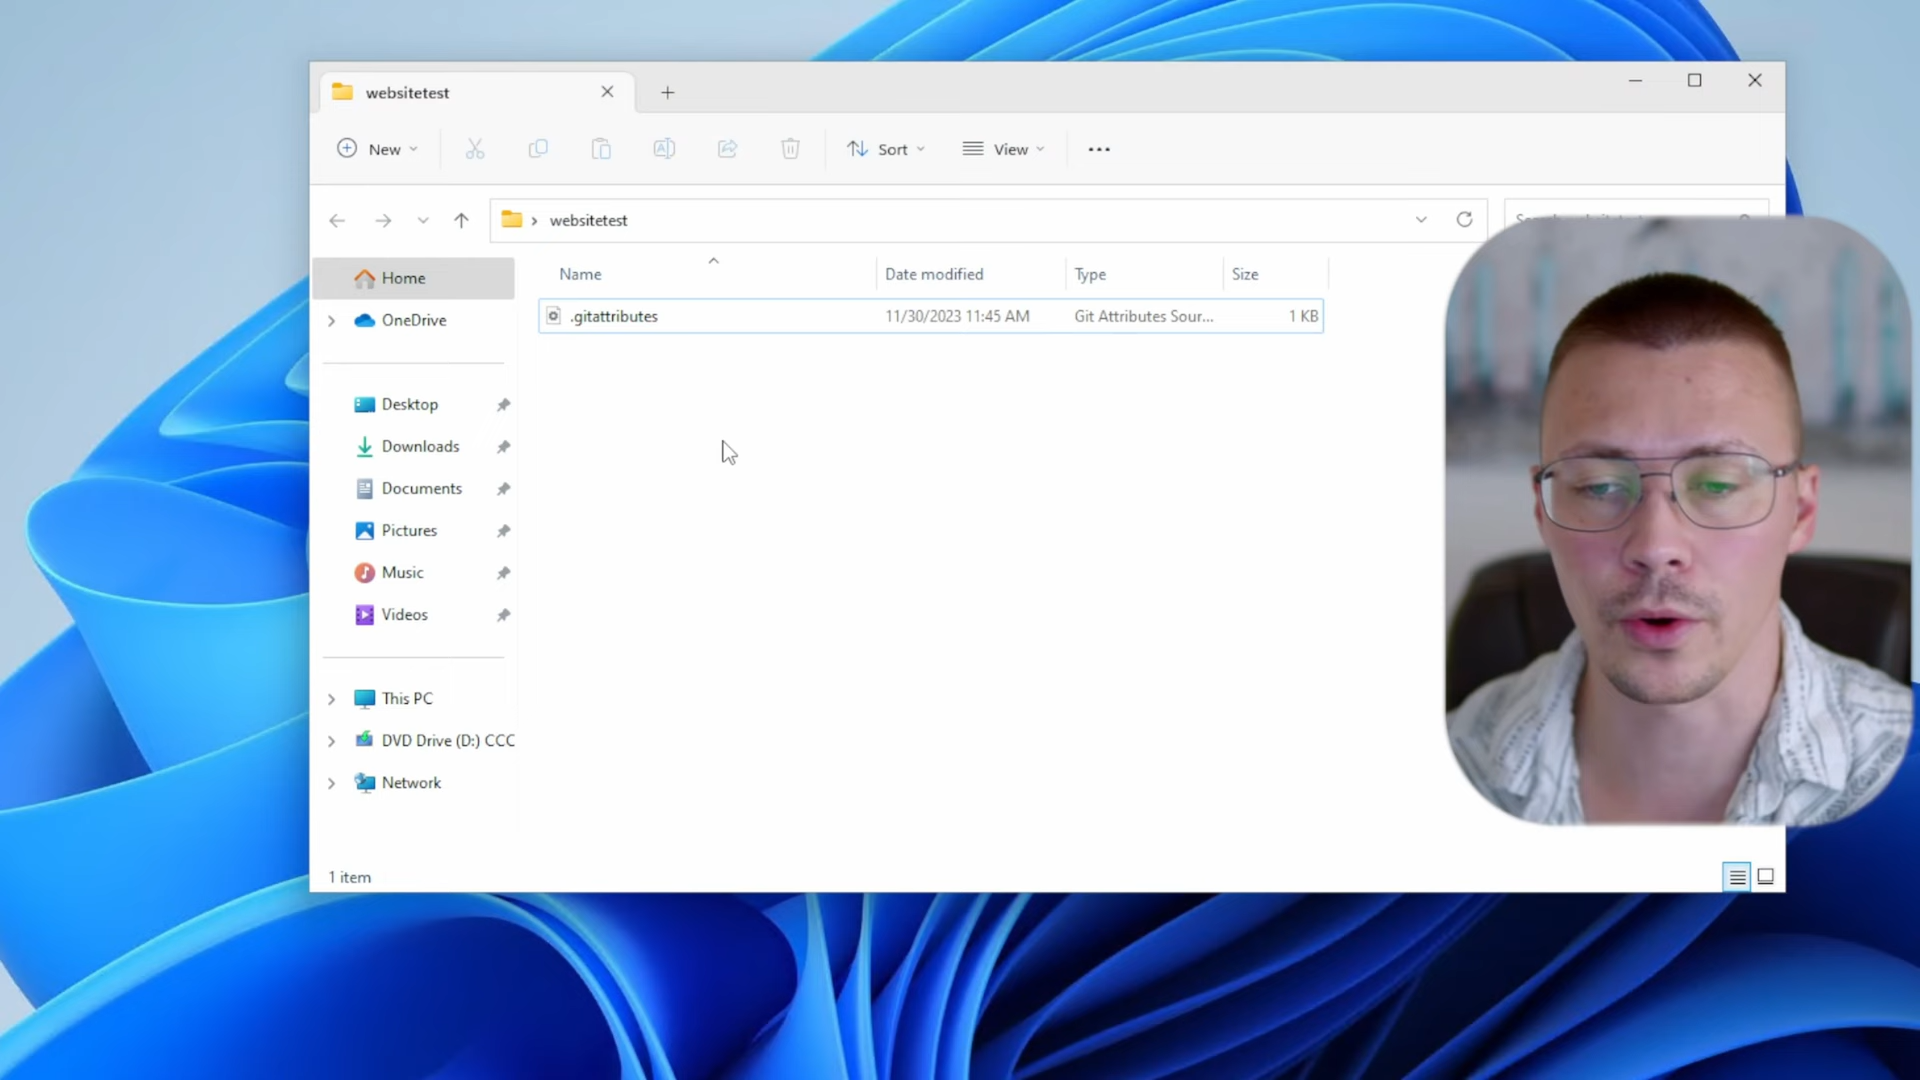 websitetest
New
Sort
View
websitetest
Name
Date modified
Type
Size
.gitattributes
11/30/2023 11:45 AM
Git Attributes Sour...
1 KB
Home
OneDrive
Desktop
Downloads
Documents
Pictures
Music
Videos
This PC
DVD Drive (D:) CCC
Network
1 item